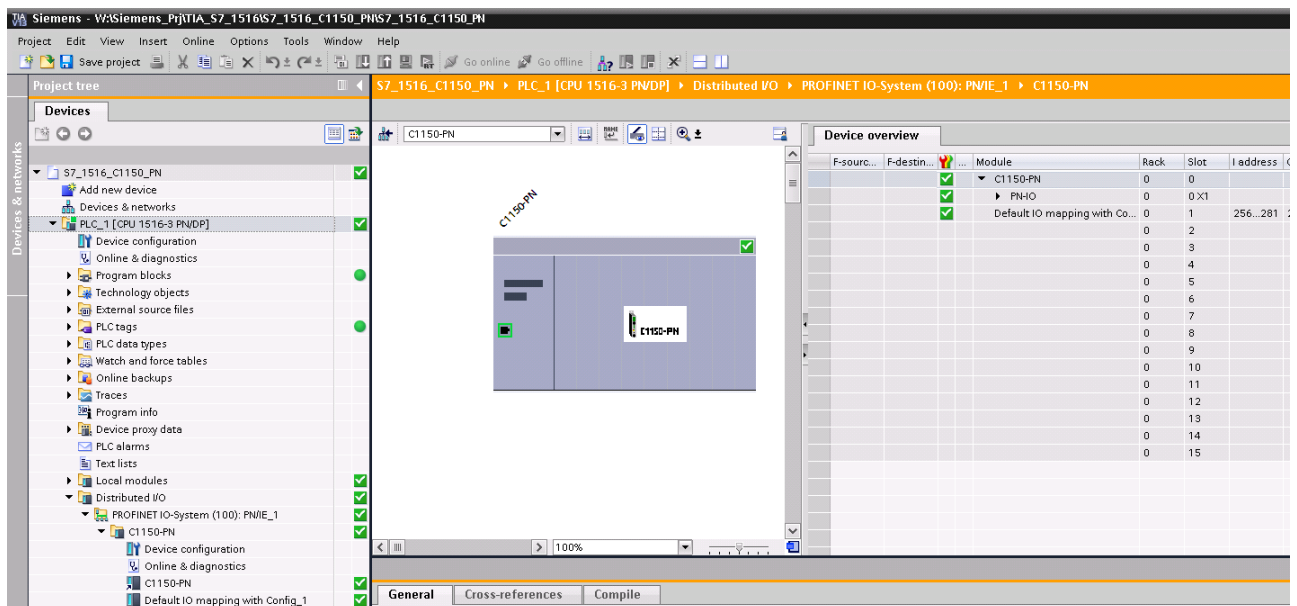 Siemens - W:\Siemens_Prj\TIA_S7_1516\S7_1516_C1150_PN\S7_1516_C1150_PN
Project Edit View Insert Online Options Tools Window Help
Save project Go online Go offline
Project tree
S7_1516_C1150_PN PLC_1 [CPU 1516-3 PN/DP] Distributed I/O PROFINET IO-System (100): PN/IE_1 C1150-PN
Devices
Devices & networks
S7_1516_C1150_PN
Add new device
Devices & networks
PLC_1 [CPU 1516-3 PN/DP]
Device configuration
Online & diagnostics
Program blocks
Technology objects
External source files
PLC tags
PLC data types
Watch and force tables
Online backups
Traces
Program info
Device proxy data
PLC alarms
Text lists
Local modules
Distributed I/O
PROFINET IO-System (100): PN/IE_1
C1150-PN
Device configuration
Online & diagnostics
C1150-PN
Default IO mapping with Config_1
C1150-PN
C1150-PN
C1150-PN
100%
Device overview
F-sourc... F-destin... ... Module Rack Slot I address
C1150-PN 0 0
PN-IO 0 0 X1
Default IO mapping with Co... 0 1 256...281
0 2
0 3
0 4
0 5
0 6
0 7
0 8
0 9
0 10
0 11
0 12
0 13
0 14
0 15
General Cross-references Compile